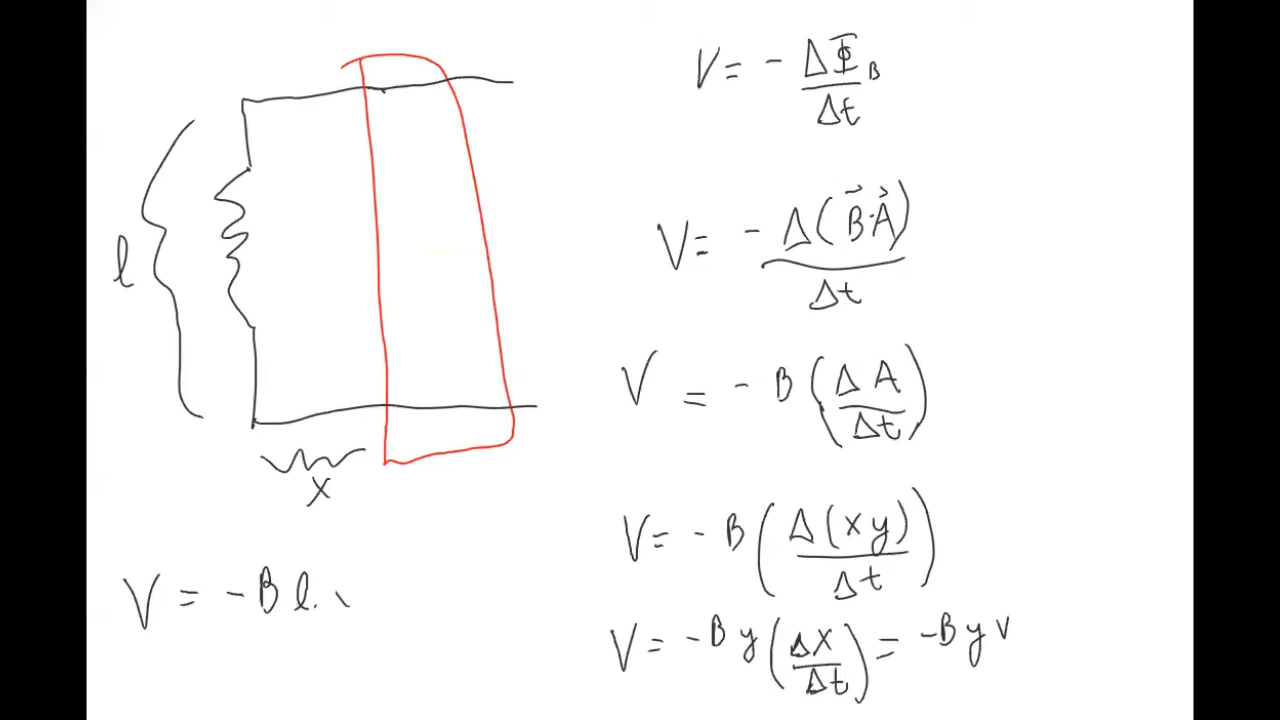 V = - ΔΦ_B / Δt
V = - Δ(B⃗·A⃗) / Δt
V = - B (ΔA / Δt)
V = - B (Δ(xy) / Δt)
V = - B y (Δx / Δt) = - B y v
l
x
V = - B l .